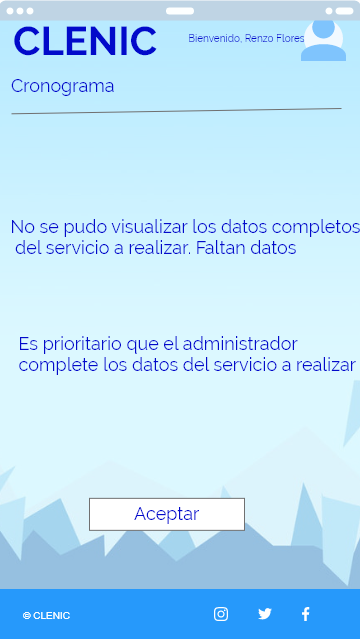 CLENIC
Bienvenido, Renzo Flores
Cronograma
No se pudo visualizar los datos completos
del servicio a realizar. Faltan datos
Es prioritario que el administrador
complete los datos del servicio a realizar
Aceptar
© CLENIC